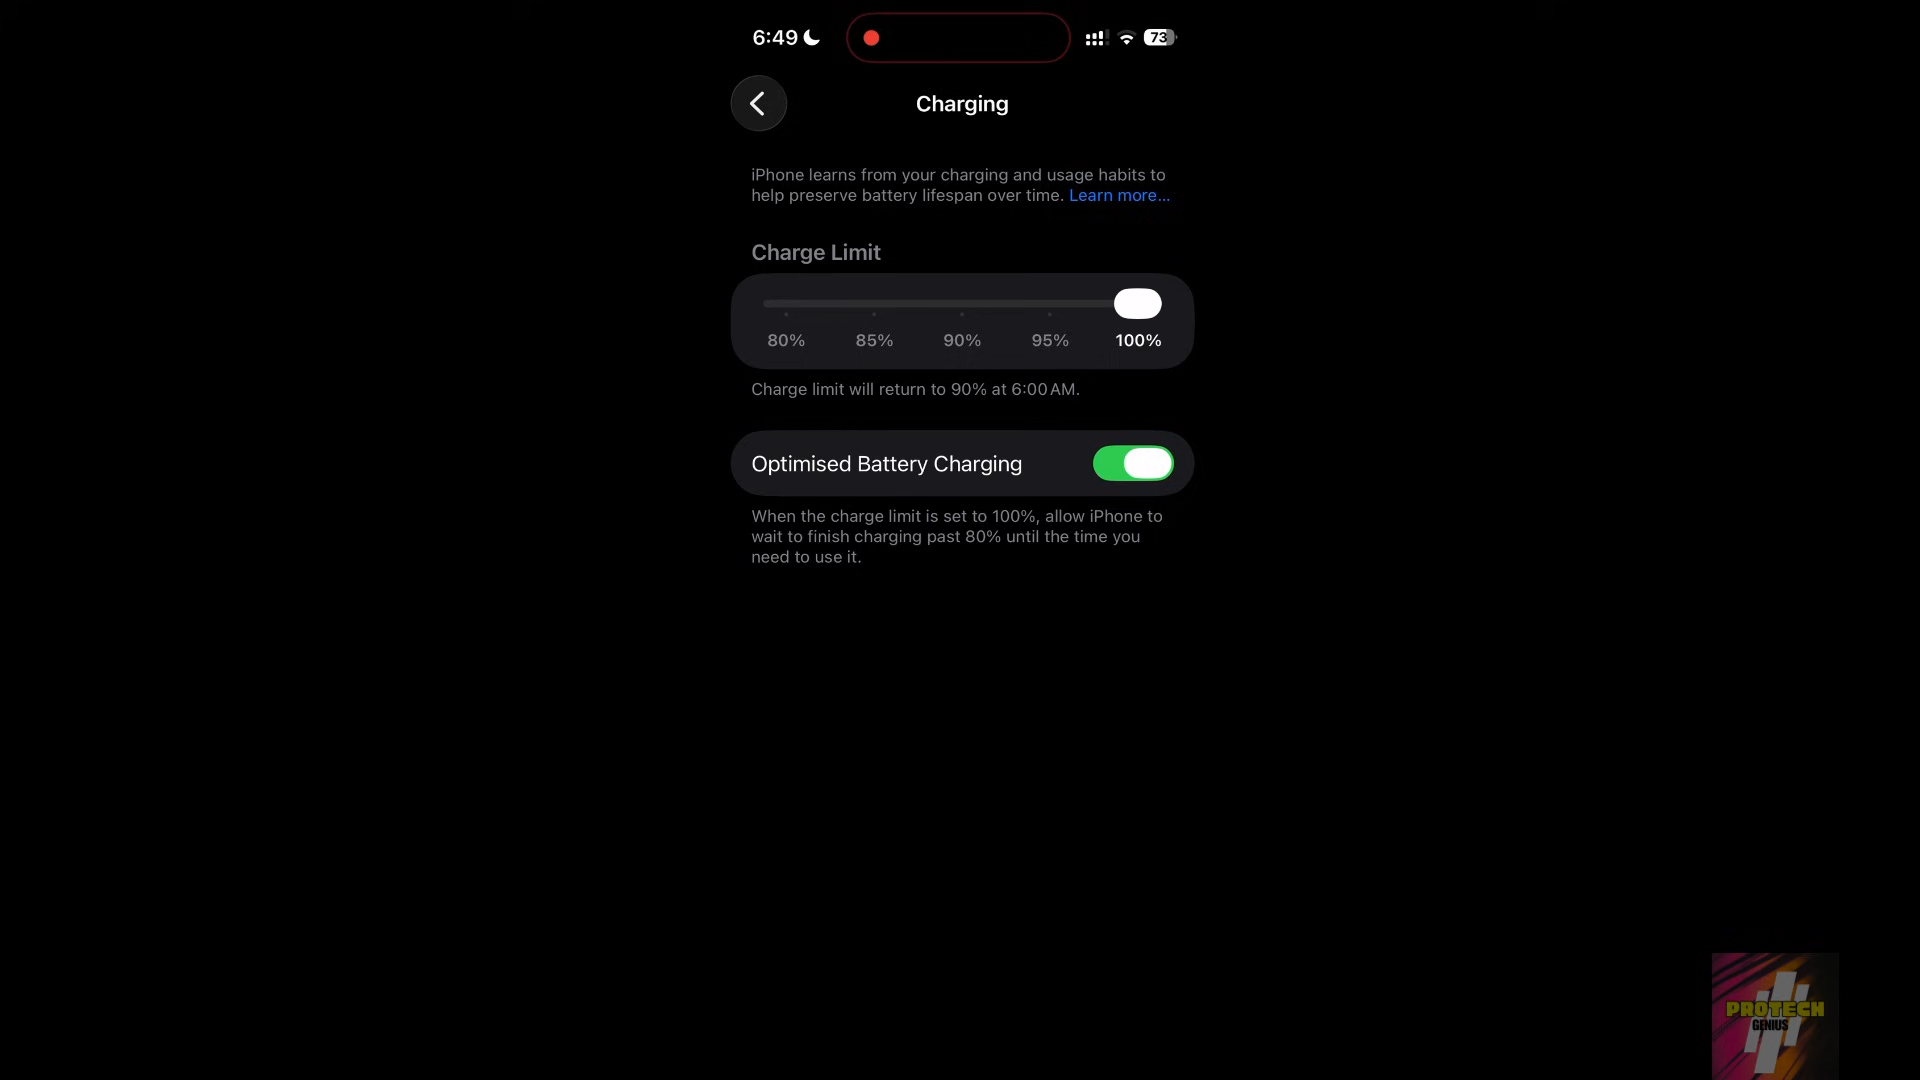 6:49
73
Charging
iPhone learns from your charging and usage habits to
help preserve battery lifespan over time. Learn more...
Charge Limit
80% 85% 90% 95% 100%
Charge limit will return to 90% at 6:00 AM.
Optimised Battery Charging
When the charge limit is set to 100%, allow iPhone to
wait to finish charging past 80% until the time you
need to use it.
PROTECH
GENIUS